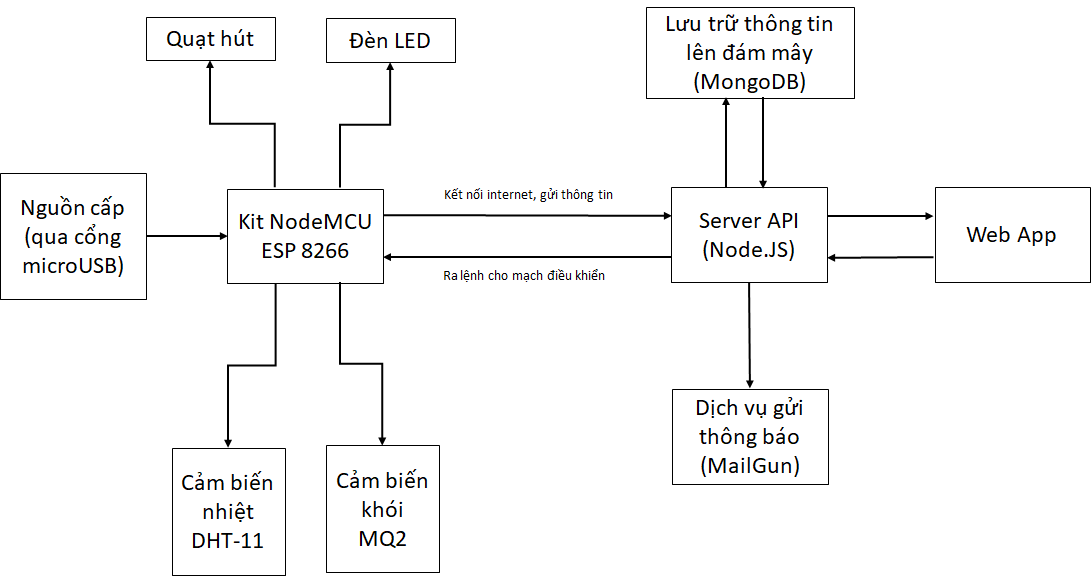 Quạt hút
Đèn LED
Lưu trữ thông tin
lên đám mây
(MongoDB)
Nguồn cấp
(qua cổng
microUSB)
Kit NodeMCU
ESP 8266
Kết nối internet, gửi thông tin
Ra lệnh cho mạch điều khiển
Server API
(Node.JS)
Web App
Cảm biến
nhiệt
DHT-11
Cảm biến
khói
MQ2
Dịch vụ gửi
thông báo
(MailGun)